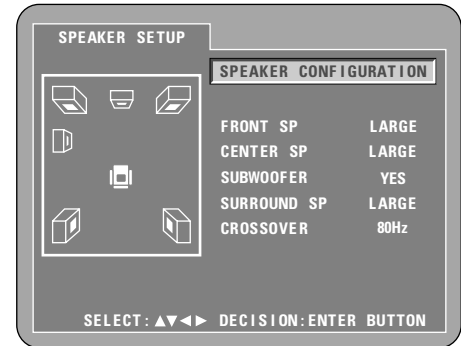 SPEAKER SETUP
SPEAKER CONFIGURATION
FRONT SP LARGE
CENTER SP LARGE
SUBWOOFER YES
SURROUND SP LARGE
CROSSOVER 80Hz
SELECT:▲▼◀▶ DECISION:ENTER BUTTON